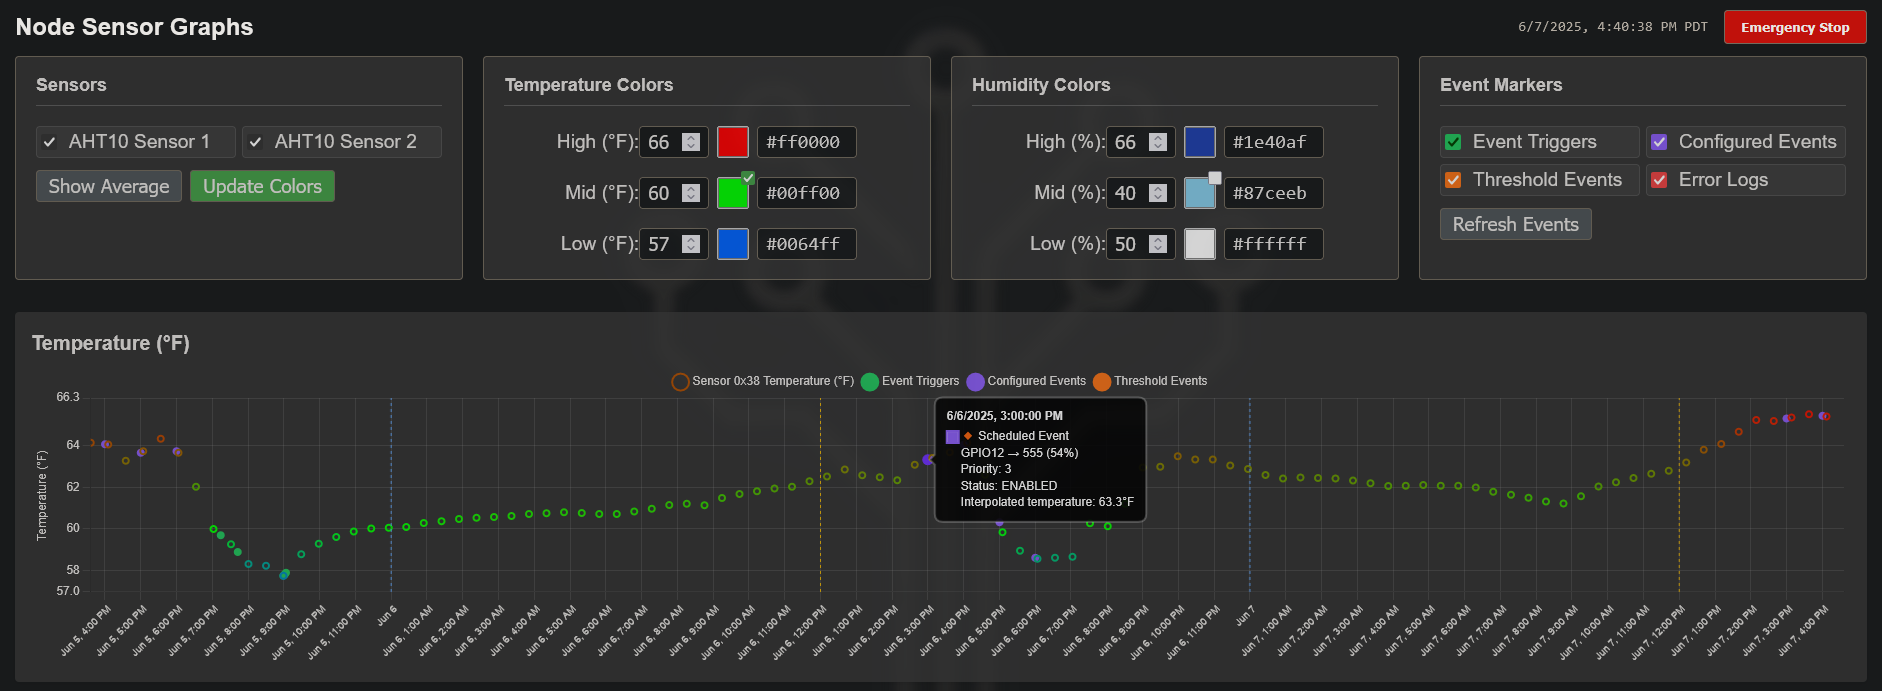 Node Sensor Graphs
6/7/2025, 4:40:38 PM PDT
Emergency Stop
Sensors
AHT10 Sensor 1
AHT10 Sensor 2
Show Average
Update Colors
Temperature Colors
High (°F): 66 #ff0000
Mid (°F): 60 #00ff00
Low (°F): 57 #0064ff
Humidity Colors
High (%): 66 #1e40af
Mid (%): 40 #87ceeb
Low (%): 50 #ffffff
Event Markers
Event Triggers
Configured Events
Threshold Events
Error Logs
Refresh Events
Temperature (°F)
Sensor 0x38 Temperature (°F)
Event Triggers
Configured Events
Threshold Events
Temperature (°F)
66.3
64
62
60
58
57.0
6/6/2025, 3:00:00 PM
Scheduled Event
GPIO12 → 555 (54%)
Priority: 3
Status: ENABLED
Interpolated temperature: 63.3°F
Jun 5, 4:00 PM
Jun 5, 5:00 PM
Jun 5, 6:00 PM
Jun 5, 7:00 PM
Jun 5, 8:00 PM
Jun 5, 9:00 PM
Jun 5, 10:00 PM
Jun 5, 11:00 PM
Jun 6
Jun 6, 1:00 AM
Jun 6, 2:00 AM
Jun 6, 3:00 AM
Jun 6, 4:00 AM
Jun 6, 5:00 AM
Jun 6, 6:00 AM
Jun 6, 7:00 AM
Jun 6, 8:00 AM
Jun 6, 9:00 AM
Jun 6, 10:00 AM
Jun 6, 11:00 AM
Jun 6, 12:00 PM
Jun 6, 1:00 PM
Jun 6, 2:00 PM
Jun 6, 3:00 PM
Jun 6, 4:00 PM
Jun 6, 5:00 PM
Jun 6, 6:00 PM
Jun 6, 7:00 PM
Jun 6, 8:00 PM
Jun 6, 9:00 PM
Jun 6, 10:00 PM
Jun 6, 11:00 PM
Jun 7
Jun 7, 1:00 AM
Jun 7, 2:00 AM
Jun 7, 3:00 AM
Jun 7, 4:00 AM
Jun 7, 5:00 AM
Jun 7, 6:00 AM
Jun 7, 7:00 AM
Jun 7, 8:00 AM
Jun 7, 9:00 AM
Jun 7, 10:00 AM
Jun 7, 11:00 AM
Jun 7, 12:00 PM
Jun 7, 1:00 PM
Jun 7, 2:00 PM
Jun 7, 3:00 PM
Jun 7, 4:00 PM